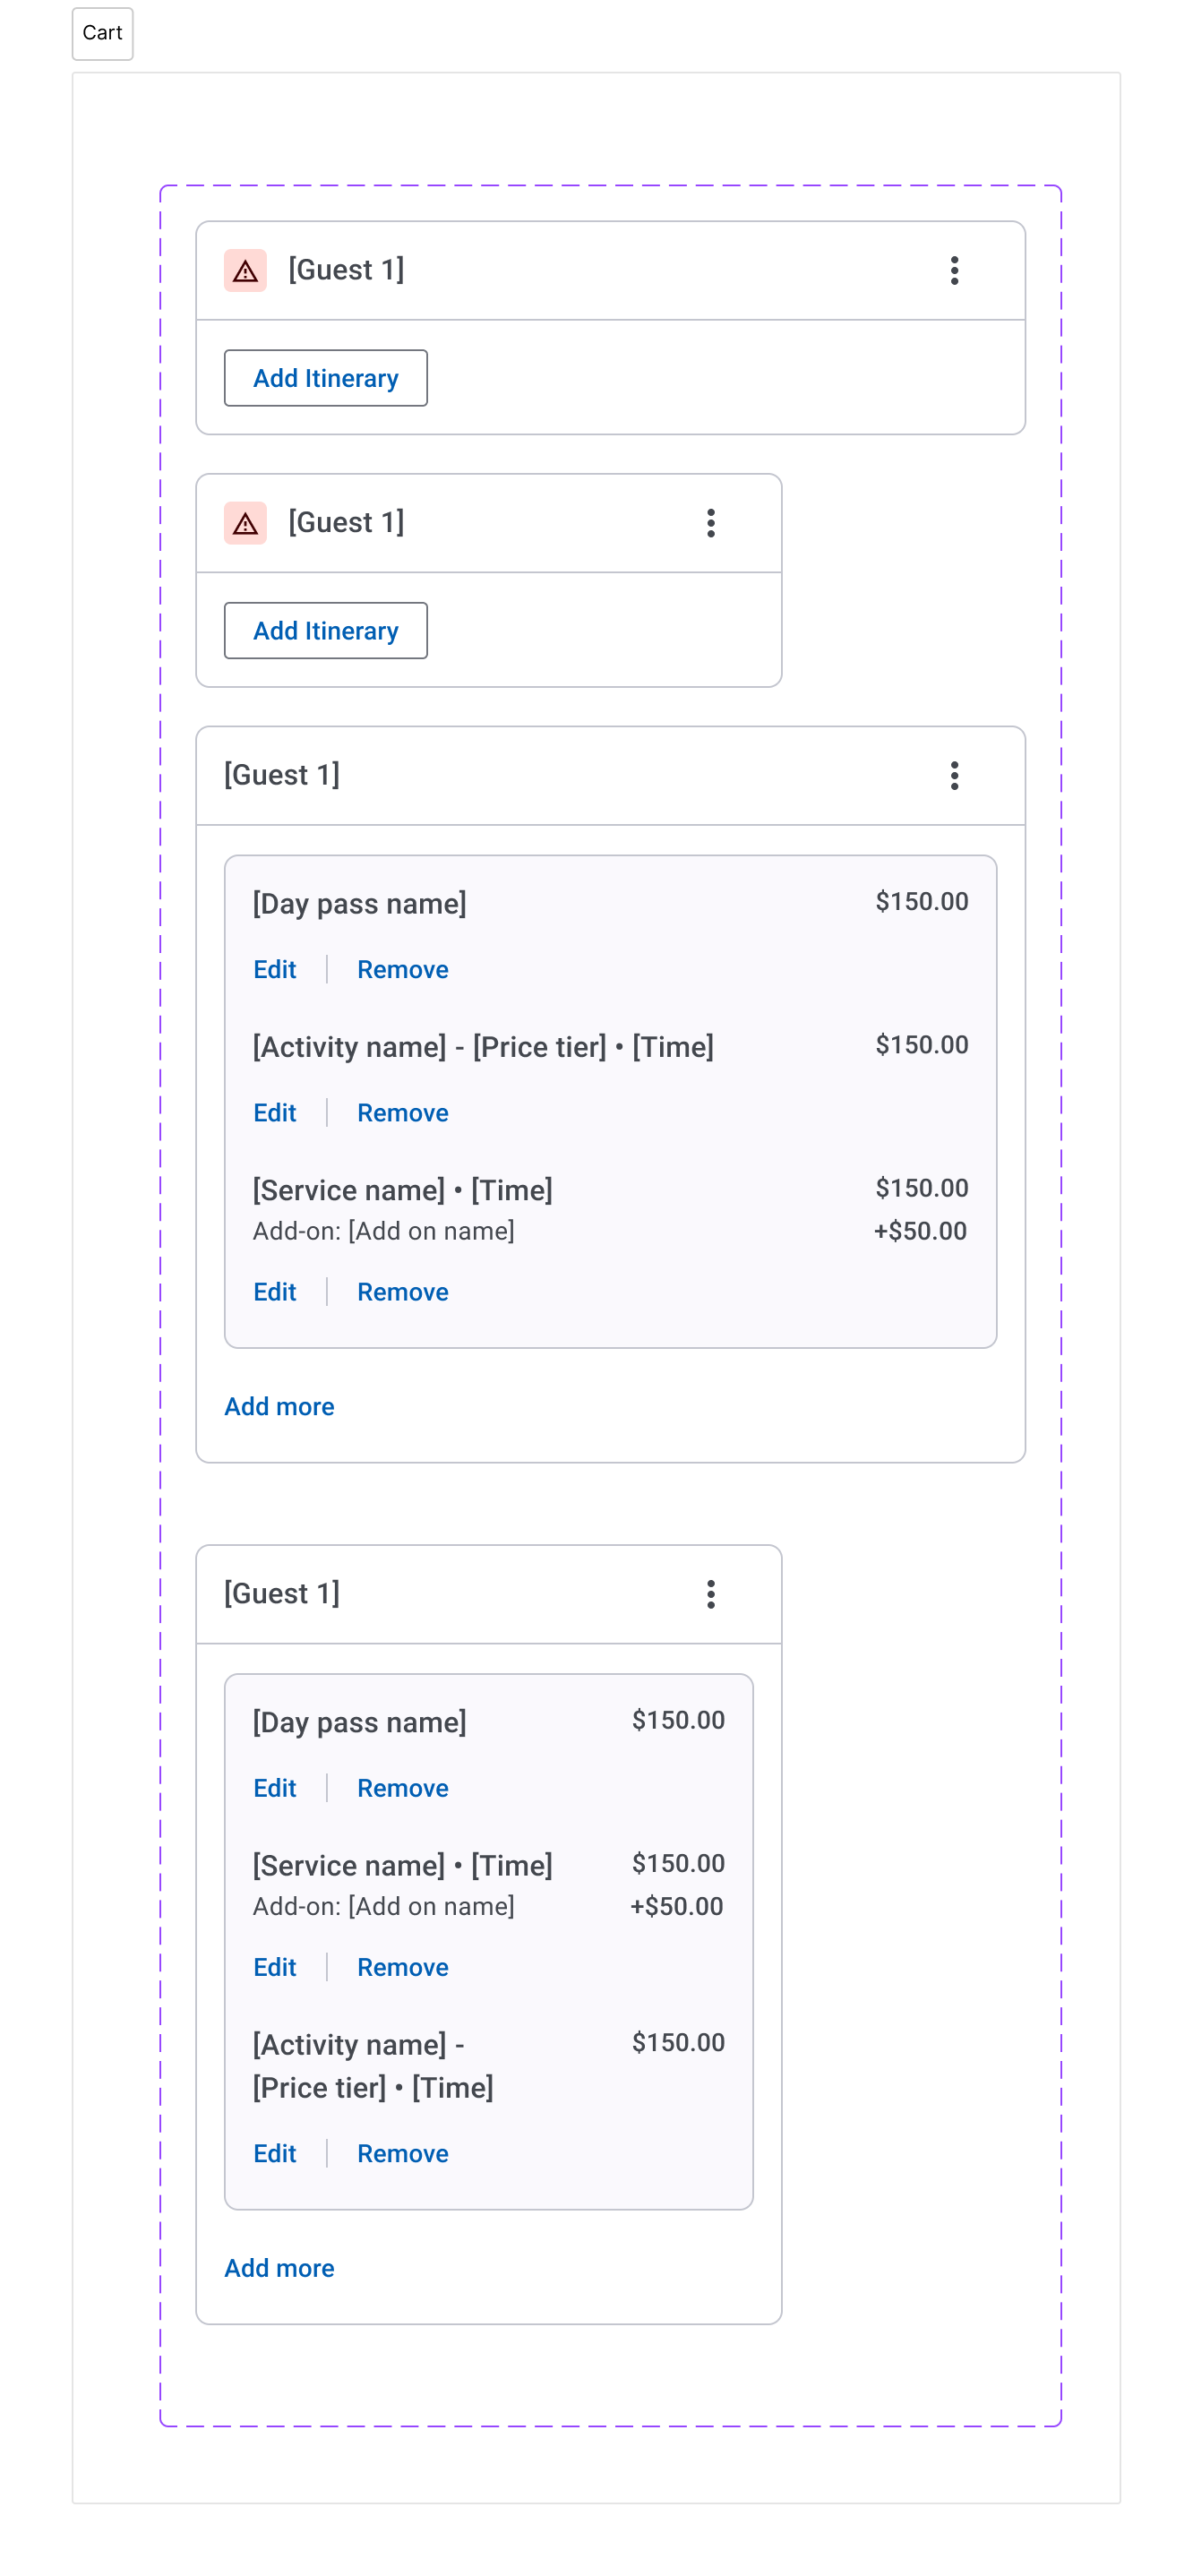 Cart
[Guest 1]
Add Itinerary
[Guest 1]
Add Itinerary
[Guest 1]
[Day pass name] $150.00
Edit Remove
[Activity name] - [Price tier] • [Time] $150.00
Edit Remove
[Service name] • [Time] $150.00
Add-on: [Add on name] +$50.00
Edit Remove
Add more
[Guest 1]
[Day pass name] $150.00
Edit Remove
[Service name] • [Time] $150.00
Add-on: [Add on name] +$50.00
Edit Remove
[Activity name] - $150.00
[Price tier] • [Time]
Edit Remove
Add more